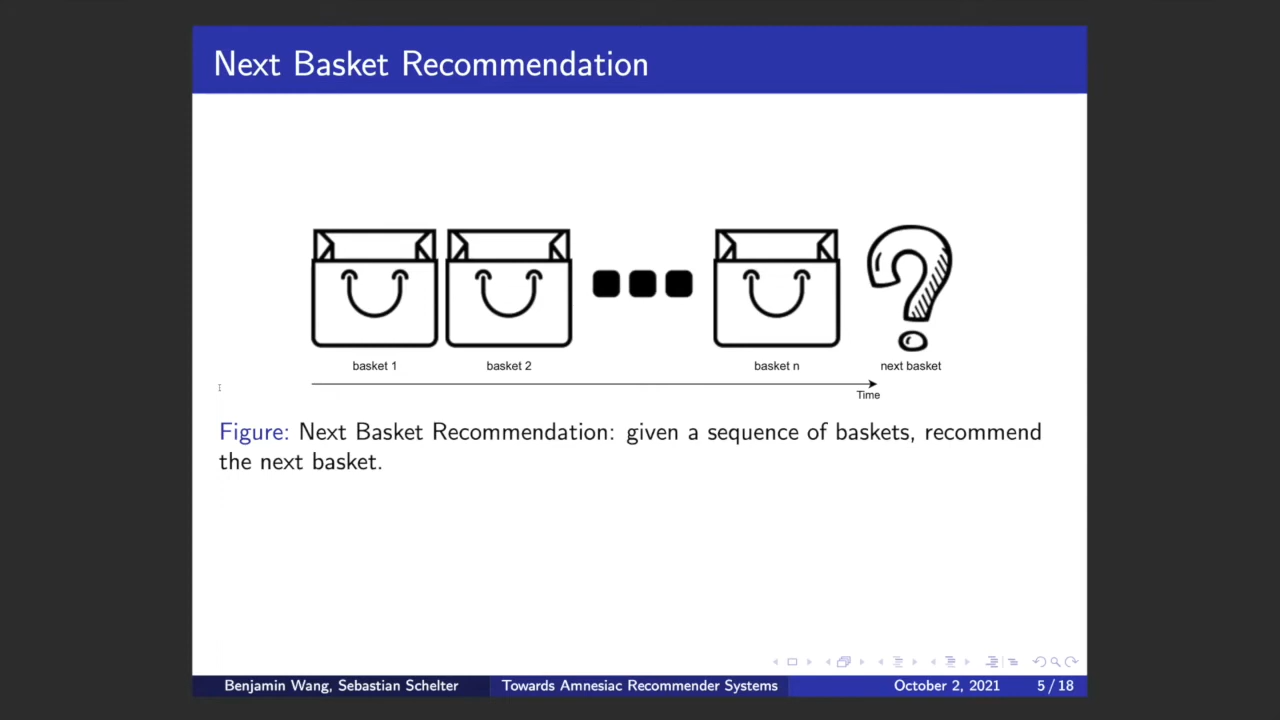 Next Basket Recommendation
basket 1
basket 2
basket n
next basket
Time
Figure: Next Basket Recommendation: given a sequence of baskets, recommend
the next basket.
Benjamin Wang, Sebastian Schelter
Towards Amnesiac Recommender Systems
October 2, 2021
5 / 18